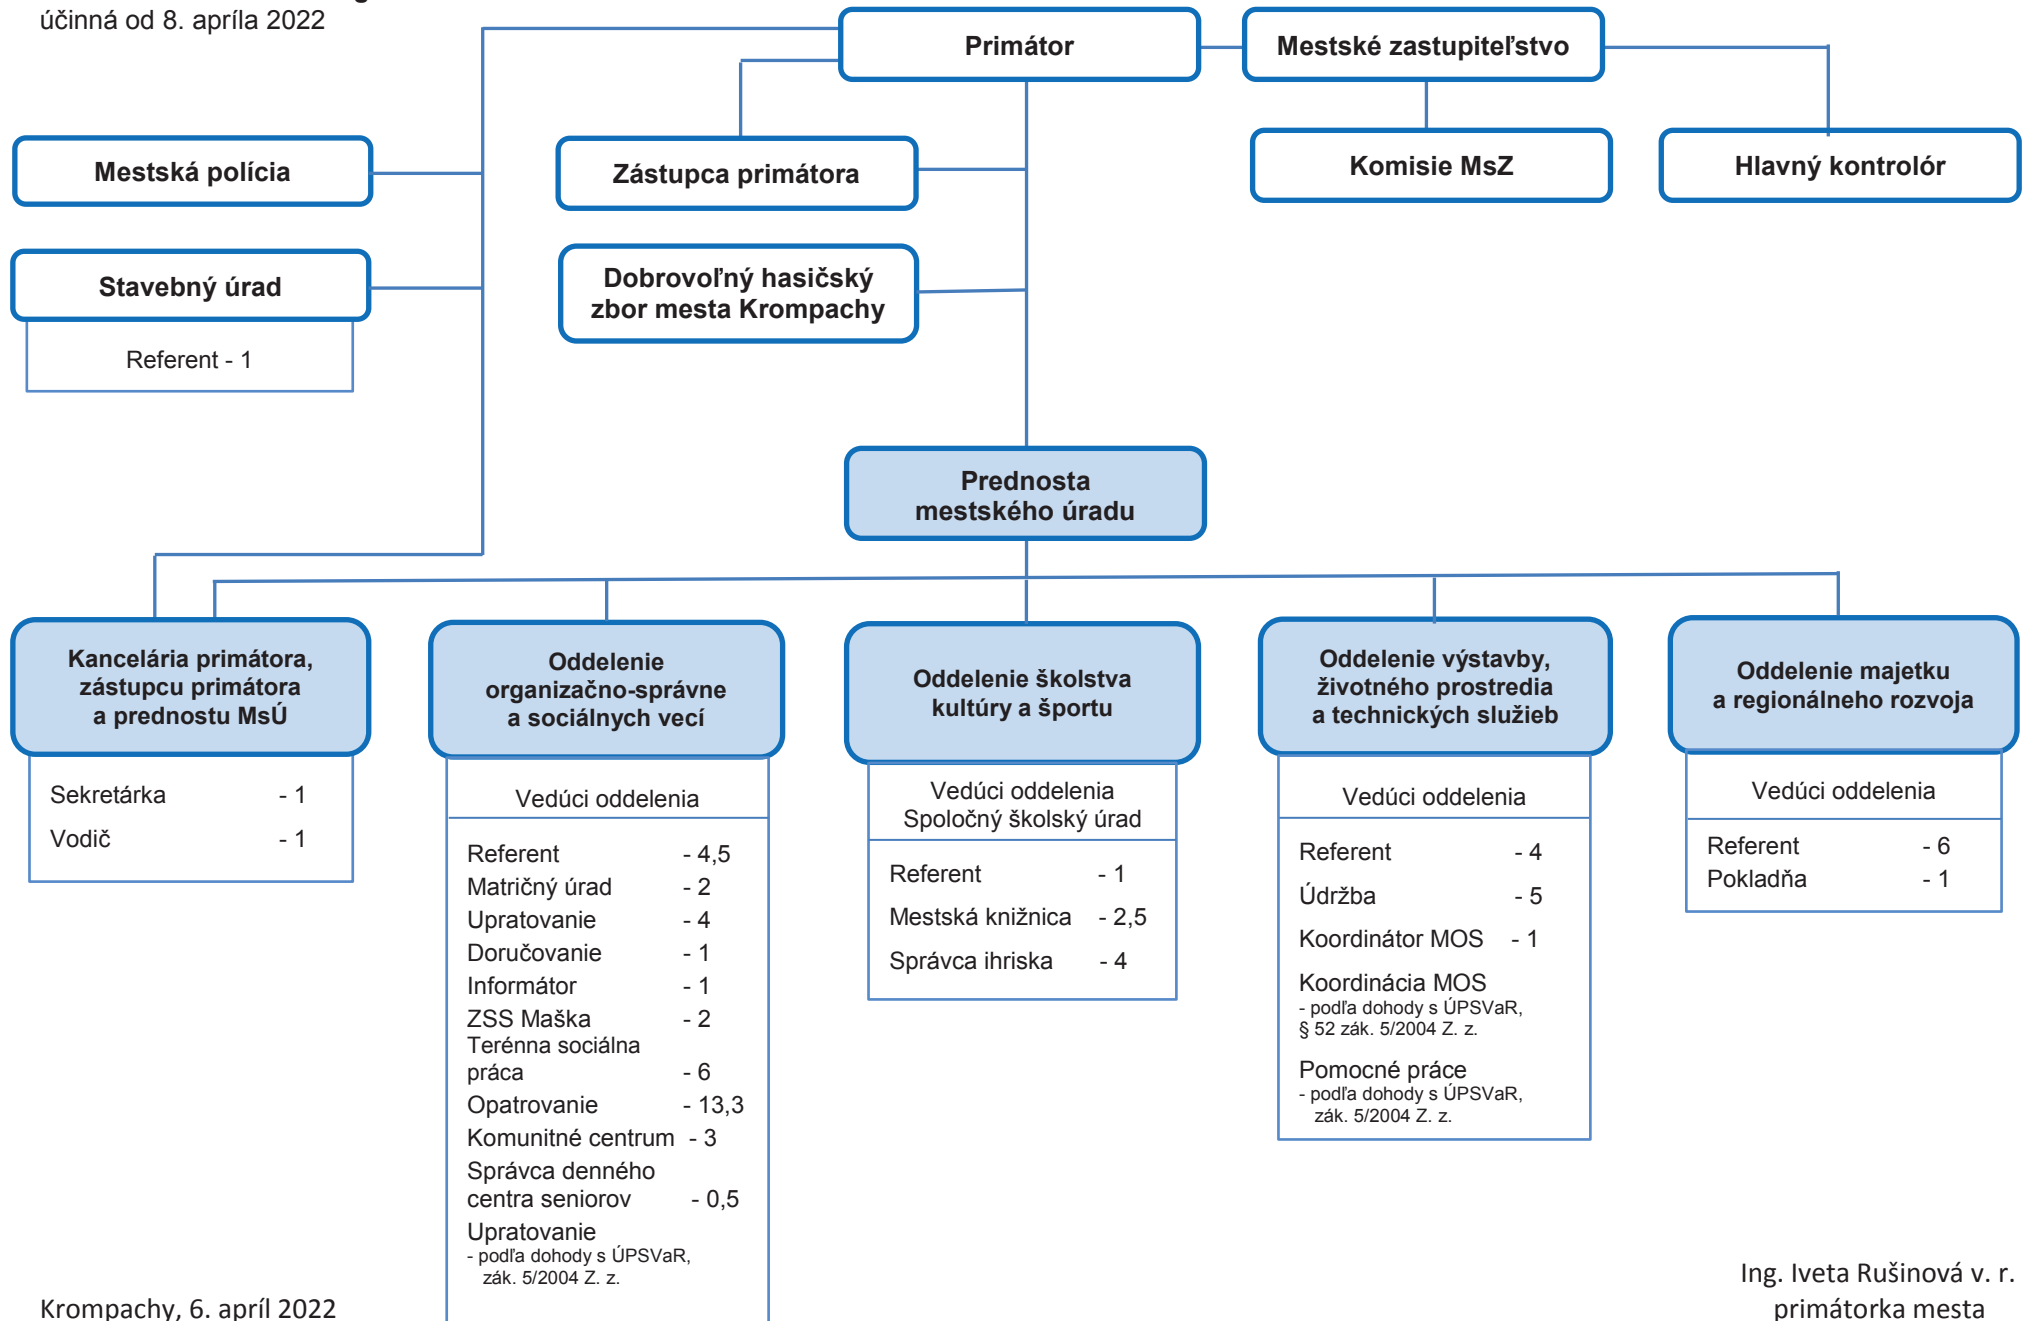 účinná od 8. apríla 2022
Primátor
Mestské zastupiteľstvo
Mestská polícia
Zástupca primátora
Komisie MsZ
Hlavný kontrolór
Stavebný úrad
Referent - 1
Dobrovoľný hasičský
zbor mesta Krompachy
Prednosta
mestského úradu
Kancelária primátora,
zástupcu primátora
a prednostu MsÚ
Sekretárka - 1
Vodič - 1
Oddelenie
organizačno-správne
a sociálnych vecí
Vedúci oddelenia
Referent - 4,5
Matričný úrad - 2
Upratovanie - 4
Doručovanie - 1
Informátor - 1
ZSS Maška - 2
Terénna sociálna
práca - 6
Opatrovanie - 13,3
Komunitné centrum - 3
Správca denného
centra seniorov - 0,5
Upratovanie
- podľa dohody s ÚPSVaR,
zák. 5/2004 Z. z.
Oddelenie školstva
kultúry a športu
Vedúci oddelenia
Spoločný školský úrad
Referent - 1
Mestská knižnica - 2,5
Správca ihriska - 4
Oddelenie výstavby,
životného prostredia
a technických služieb
Vedúci oddelenia
Referent - 4
Údržba - 5
Koordinátor MOS - 1
Koordinácia MOS
- podľa dohody s ÚPSVaR,
§ 52 zák. 5/2004 Z. z.
Pomocné práce
- podľa dohody s ÚPSVaR,
zák. 5/2004 Z. z.
Oddelenie majetku
a regionálneho rozvoja
Vedúci oddelenia
Referent - 6
Pokladňa - 1
Krompachy, 6. apríl 2022
Ing. Iveta Rušinová v. r.
primátorka mesta